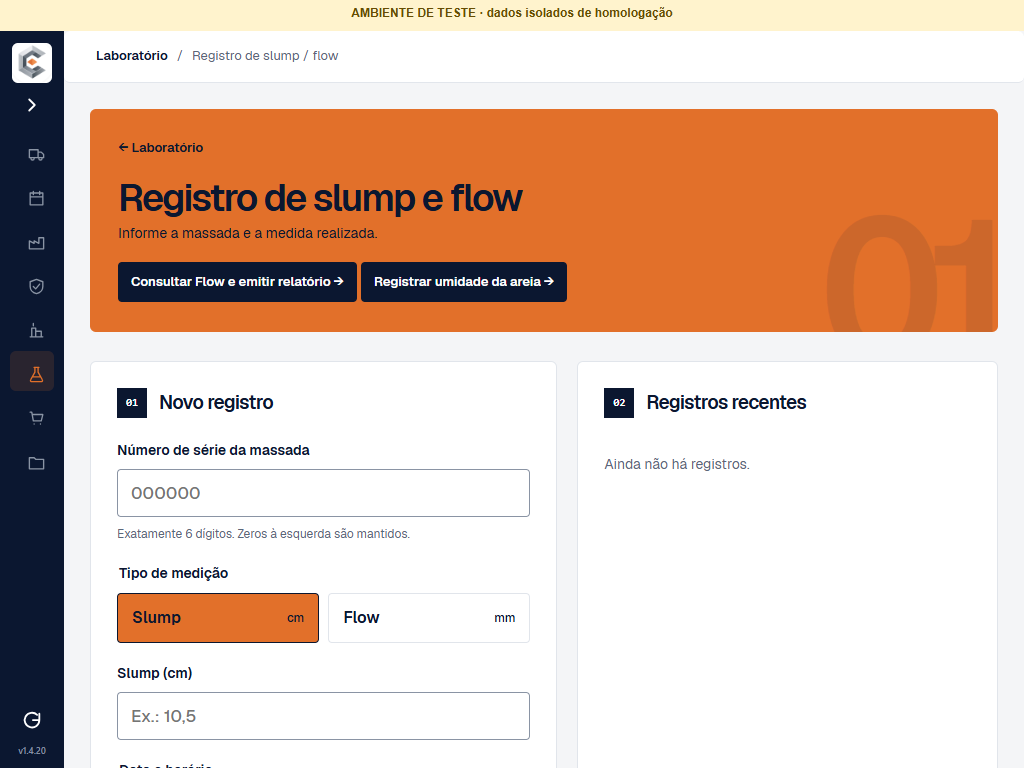 AMBIENTE DE TESTE · dados isolados de homologação
Laboratório / Registro de slump / flow
← Laboratório
Registro de slump e flow
Informe a massada e a medida realizada.
Consultar Flow e emitir relatório →
Registrar umidade da areia →
01
01 Novo registro
Número de série da massada
000000
Exatamente 6 dígitos. Zeros à esquerda são mantidos.
Tipo de medição
Slump cm
Flow mm
Slump (cm)
Ex.: 10,5
Data e horário
02 Registros recentes
Ainda não há registros.
v1.4.20